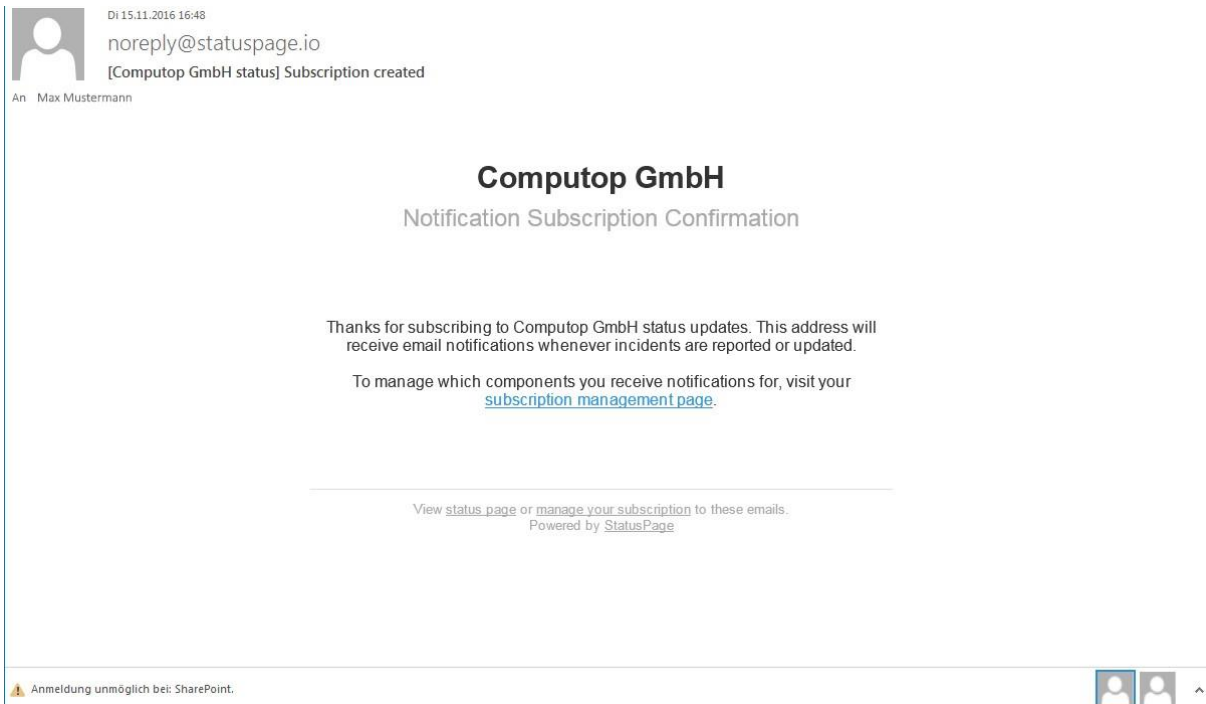 Di 15.11.2016 16:48
noreply@statuspage.io
[Computop GmbH status] Subscription created
An Max Mustermann
Computop GmbH
Notification Subscription Confirmation
Thanks for subscribing to Computop GmbH status updates. This address will
receive email notifications whenever incidents are reported or updated.
To manage which components you receive notifications for, visit your
subscription management page.
View status page or manage your subscription to these emails.
Powered by StatusPage
Anmeldung unmöglich bei: SharePoint.